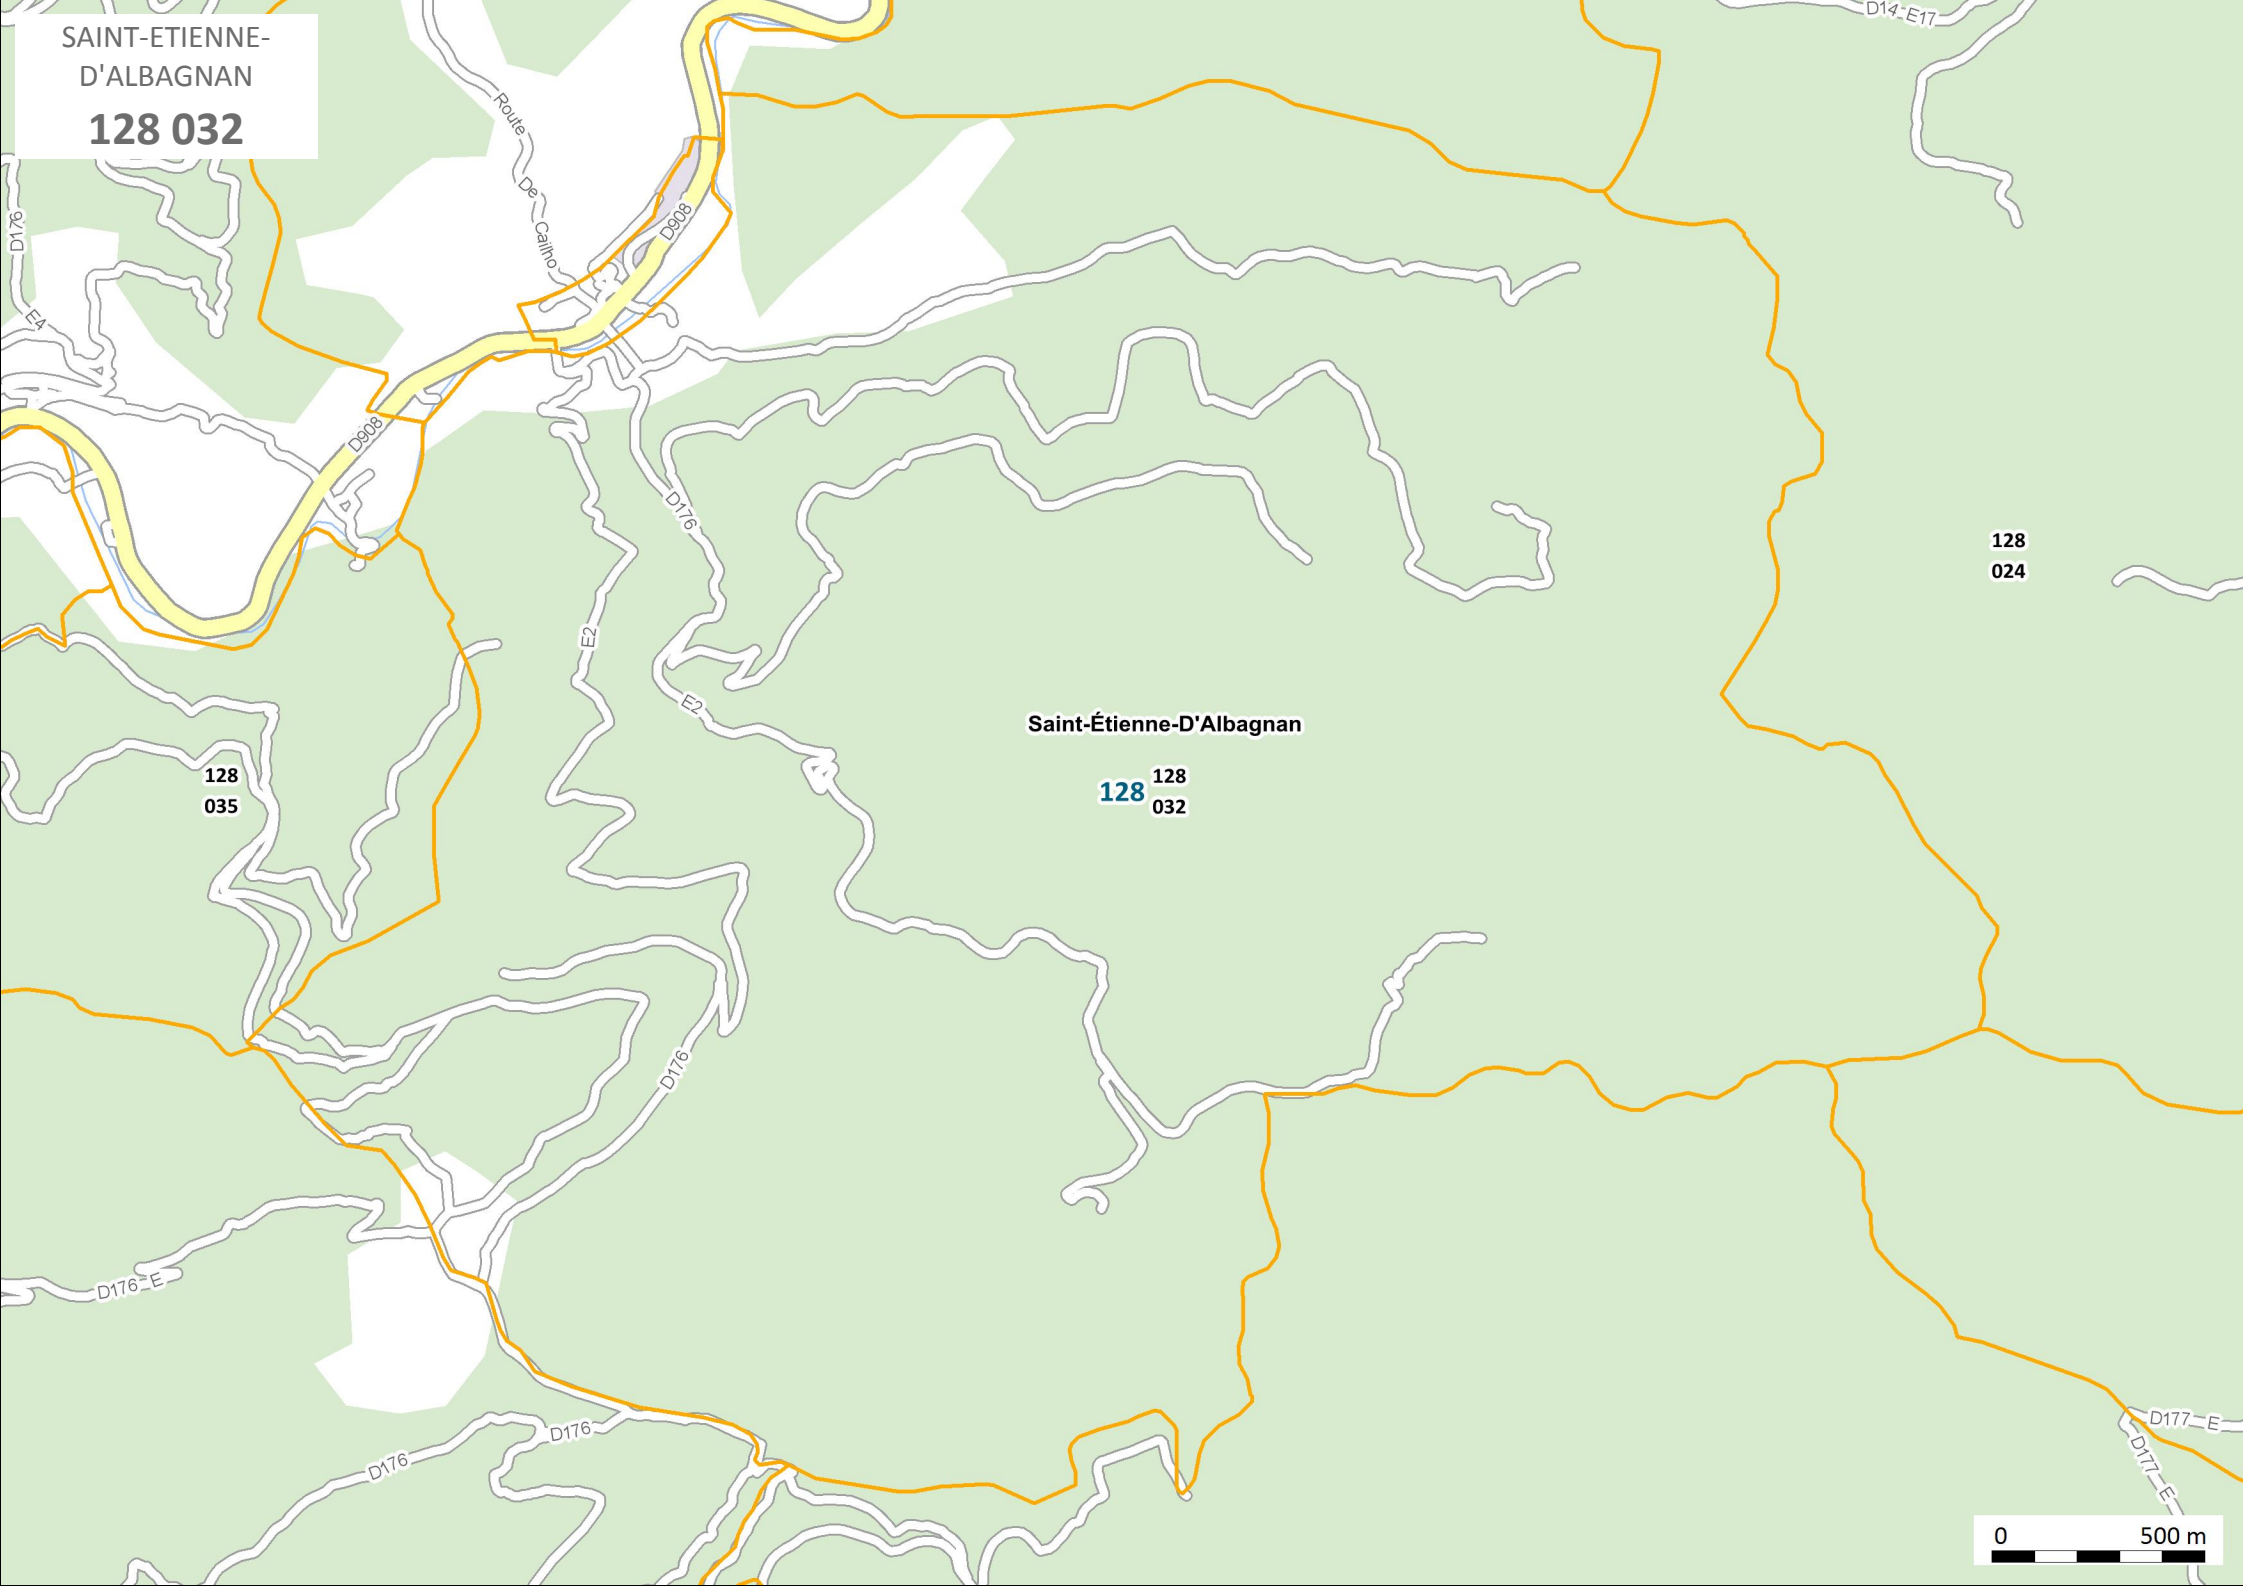 SAINT-ETIENNE-
D'ALBAGNAN
128 032
D14-E17
Route
De
Cailho
D908
D179
E4
D908
D176
128
024
E2
E2
Saint-Étienne-D'Albagnan
128
128
032
128
035
D176
D176-E
D176
D176
D177 E
D177 E
0 500 m